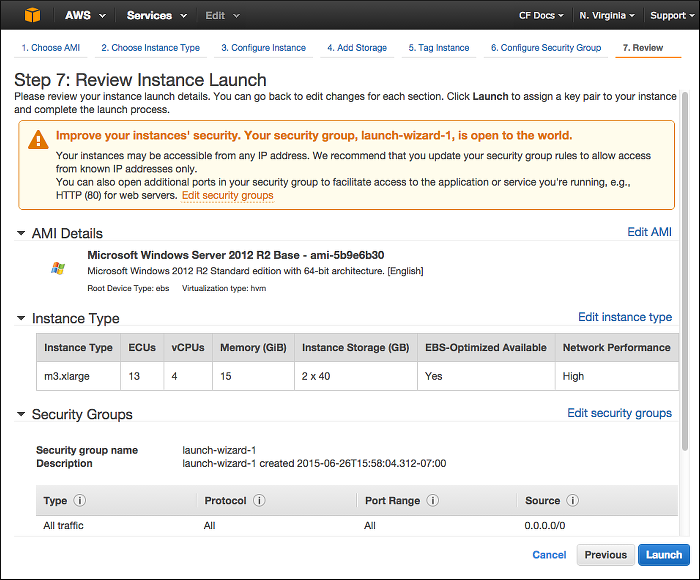 AWS Services Edit CF Docs N. Virginia Support
1. Choose AMI 2. Choose Instance Type 3. Configure Instance 4. Add Storage 5. Tag Instance 6. Configure Security Group 7. Review
Step 7: Review Instance Launch
Please review your instance launch details. You can go back to edit changes for each section. Click Launch to assign a key pair to your instance
and complete the launch process.
Improve your instances' security. Your security group, launch-wizard-1, is open to the world.
Your instances may be accessible from any IP address. We recommend that you update your security group rules to allow access
from known IP addresses only.
You can also open additional ports in your security group to facilitate access to the application or service you're running, e.g.,
HTTP (80) for web servers. Edit security groups
AMI Details Edit AMI
Microsoft Windows Server 2012 R2 Base - ami-5b9e6b30
Microsoft Windows 2012 R2 Standard edition with 64-bit architecture. [English]
Root Device Type: ebs Virtualization type: hvm
Instance Type Edit instance type
Instance Type ECUs vCPUs Memory (GiB) Instance Storage (GB) EBS-Optimized Available Network Performance
m3.xlarge 13 4 15 2 x 40 Yes High
Security Groups Edit security groups
Security group name launch-wizard-1
Description launch-wizard-1 created 2015-06-26T15:58:04.312-07:00
Type Protocol Port Range Source
All traffic All All 0.0.0.0/0
Cancel Previous Launch